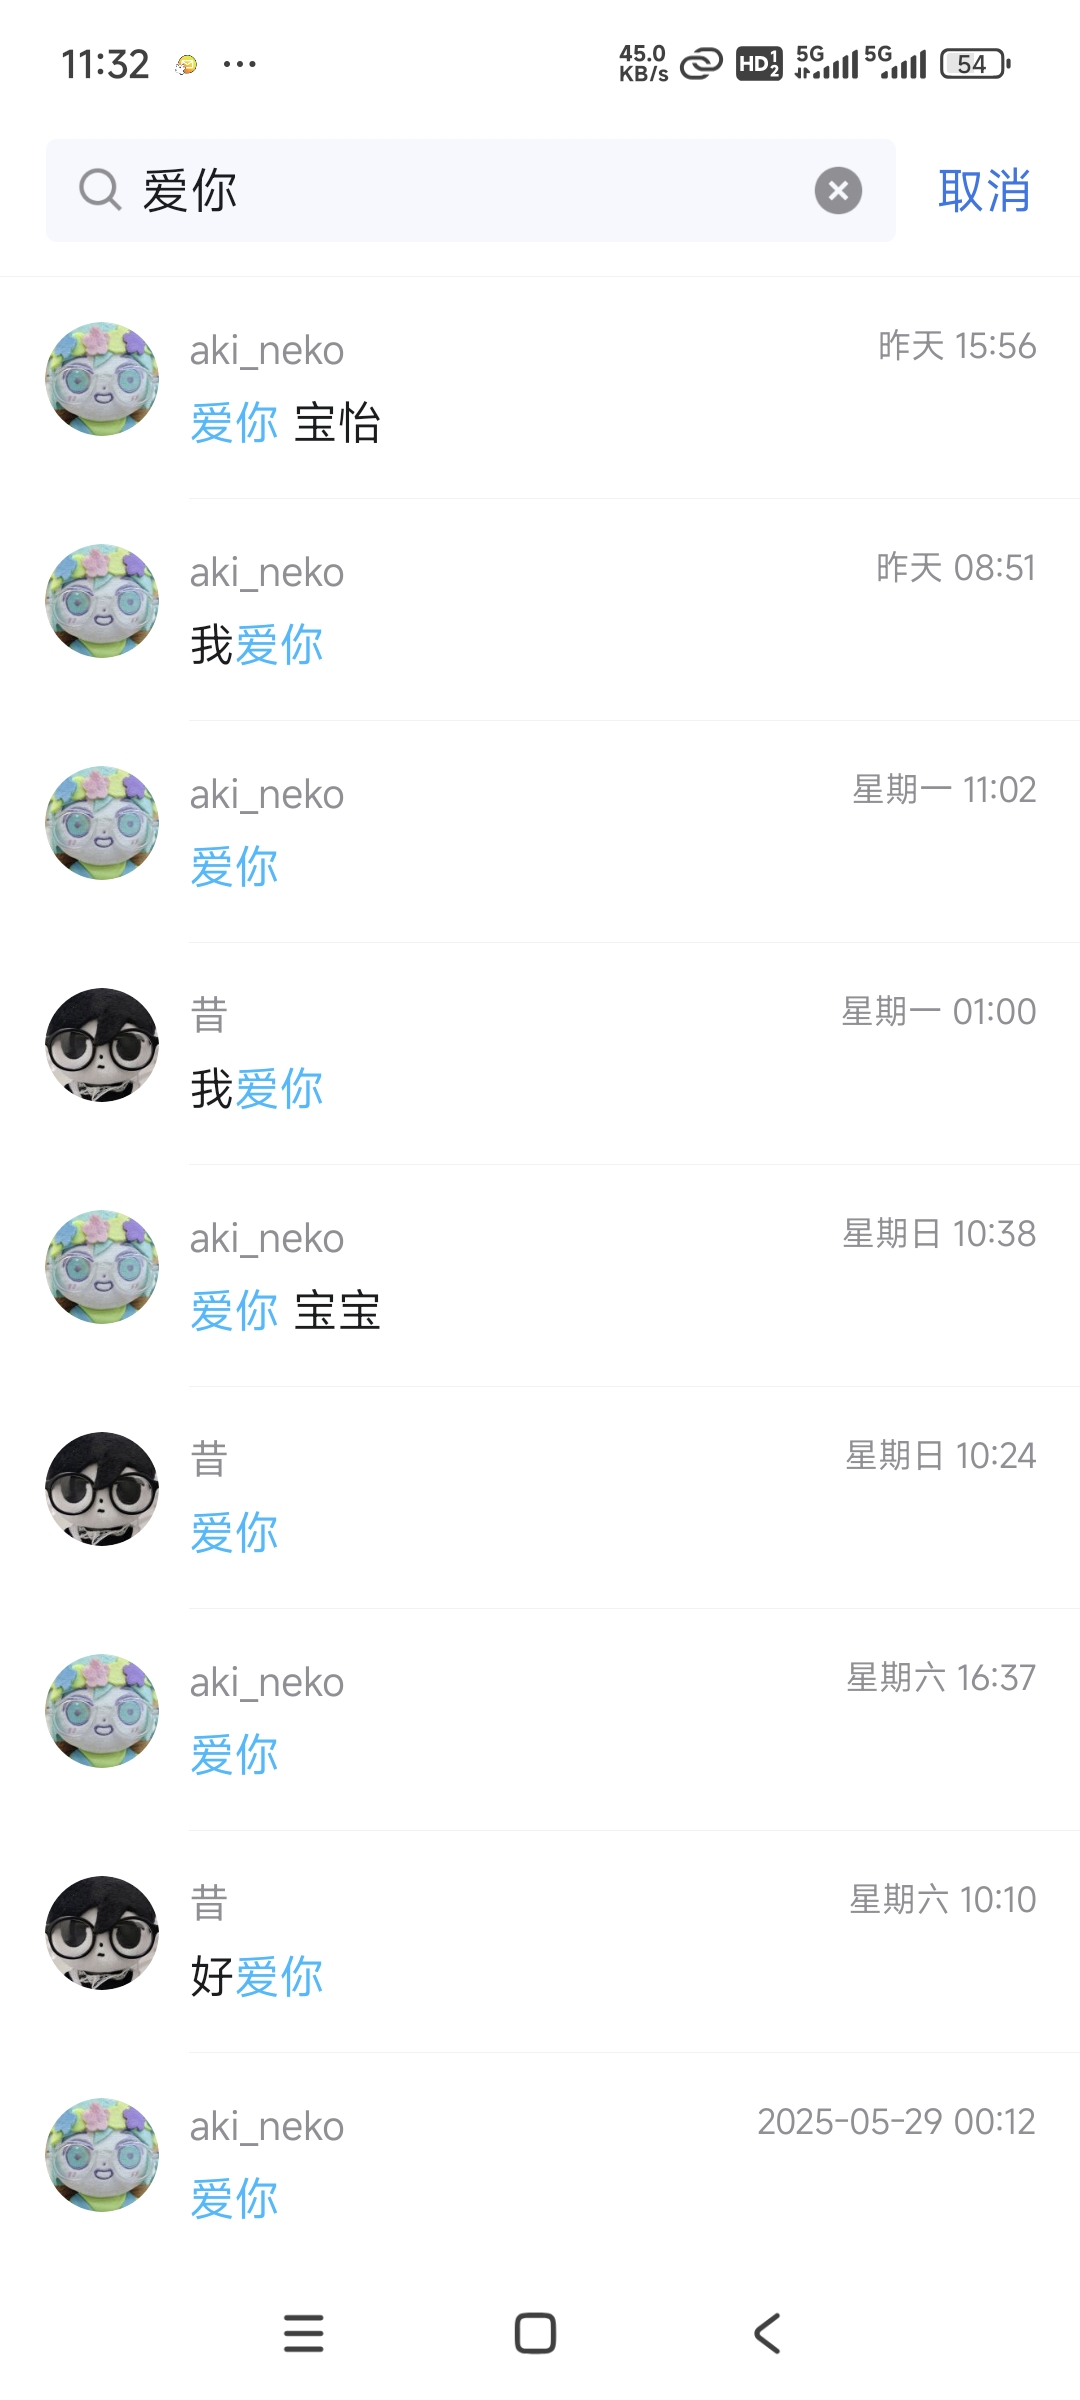 11:32 ... 45.0 KB/s HD 1 2 5G 5G 54
爱你 取消
aki_neko 昨天 15:56
爱你 宝怡
aki_neko 昨天 08:51
我爱你
aki_neko 星期一 11:02
爱你
昔 星期一 01:00
我爱你
aki_neko 星期日 10:38
爱你 宝宝
昔 星期日 10:24
爱你
aki_neko 星期六 16:37
爱你
昔 星期六 10:10
好爱你
aki_neko 2025-05-29 00:12
爱你